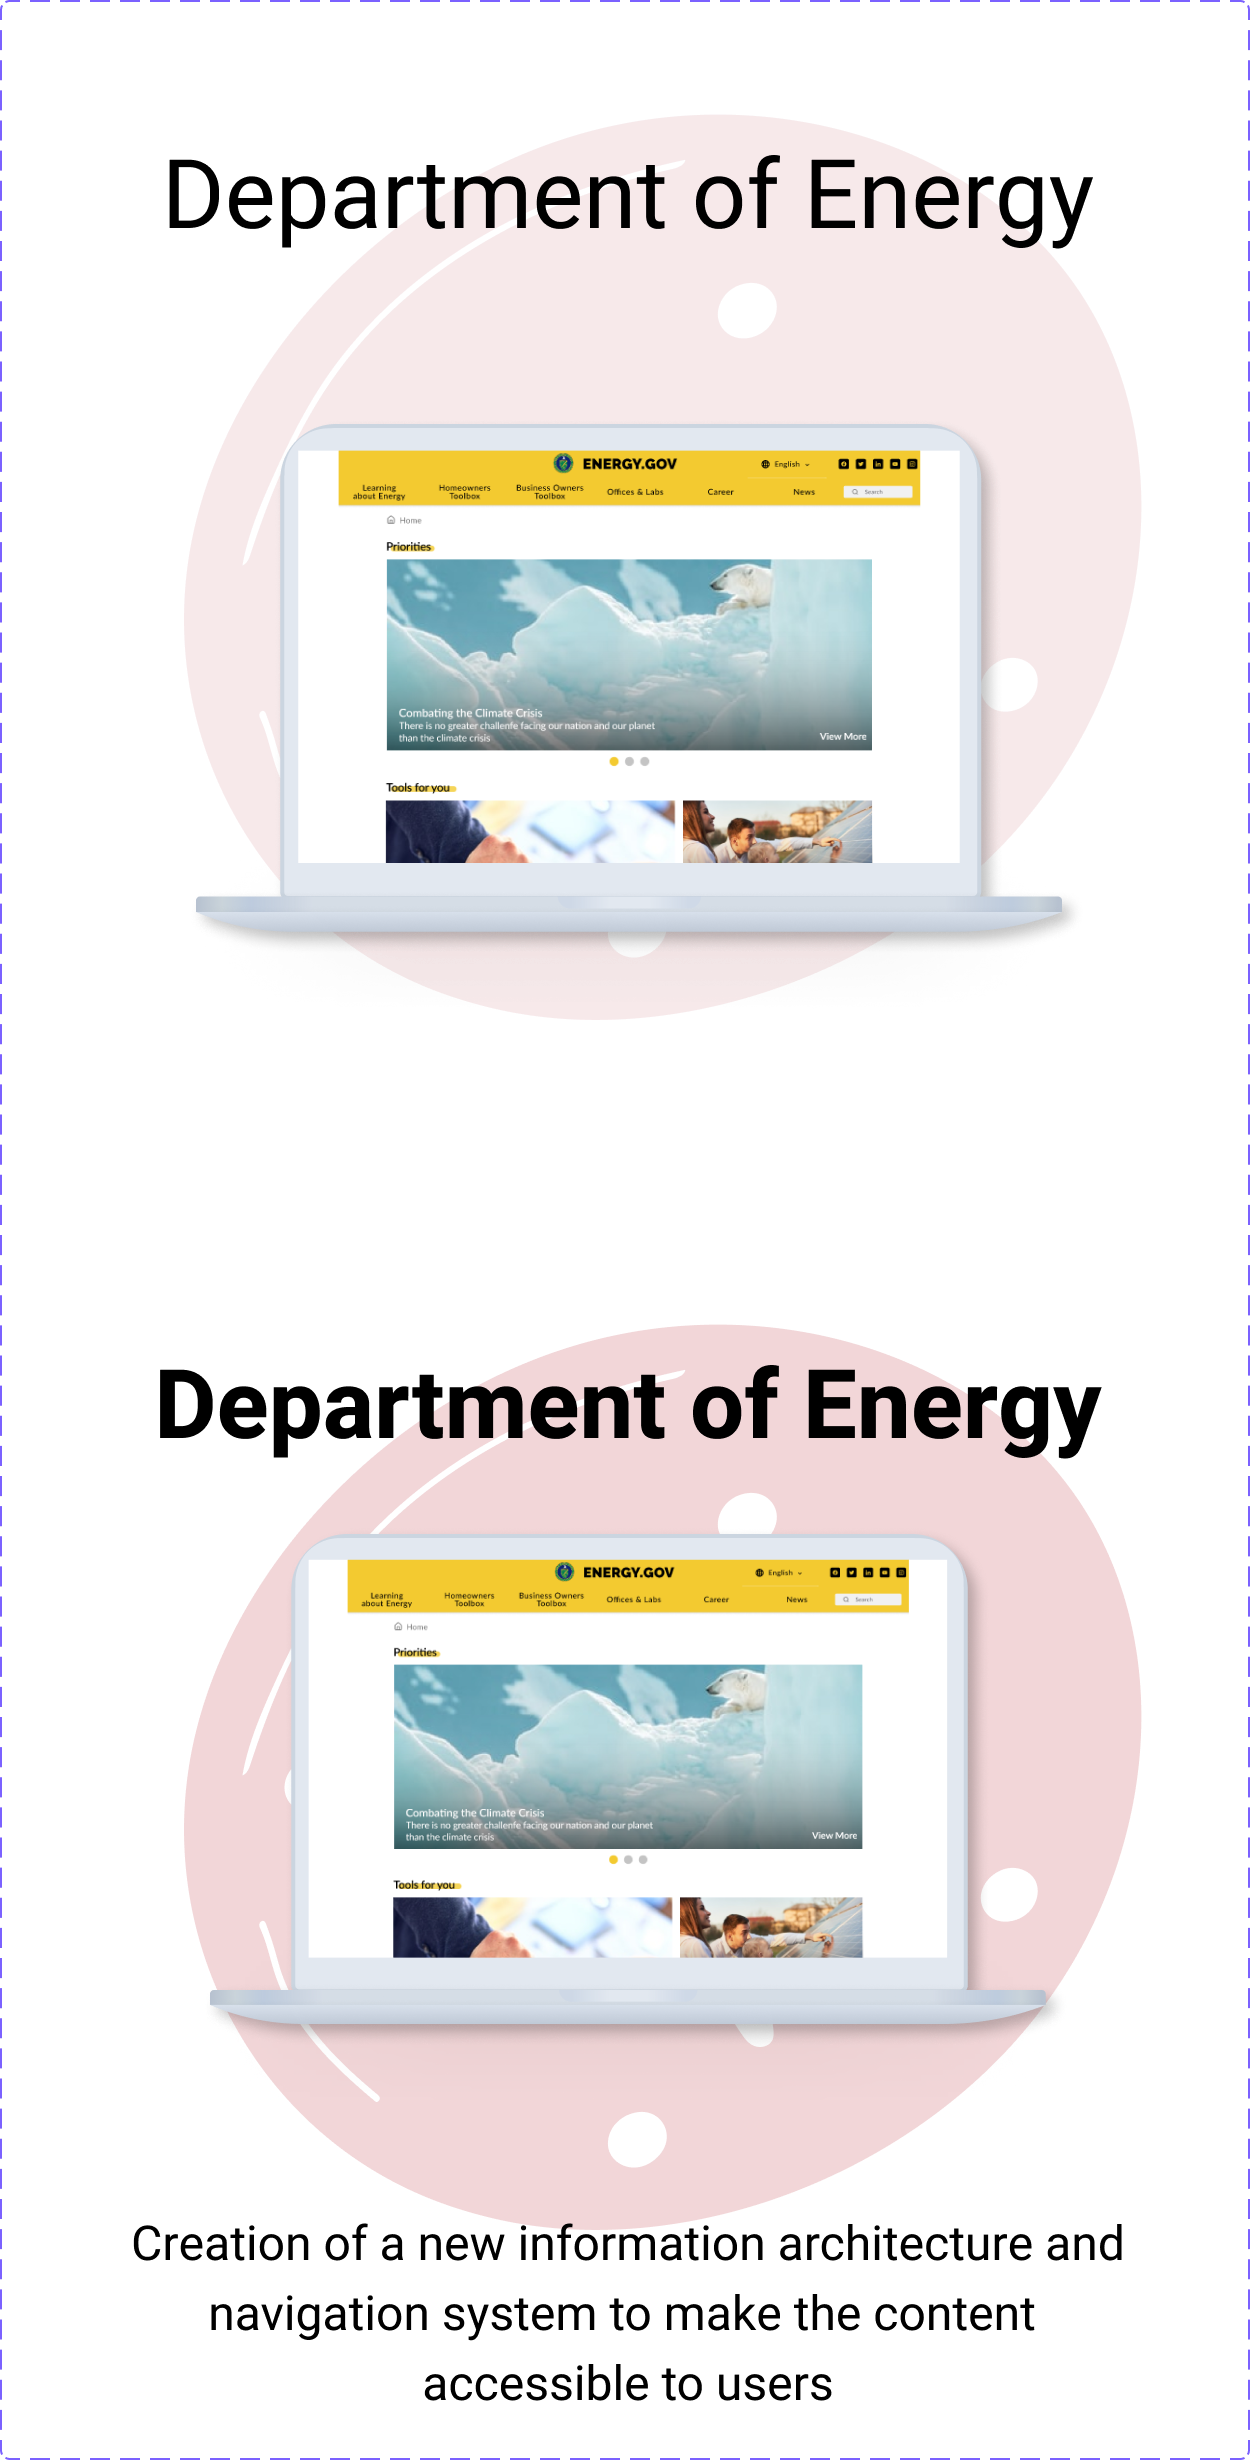 Department of Energy
ENERGY.GOV
English
Learning
about Energy
Homeowners
Toolbox
Business Owners
Toolbox
Offices & Labs
Career
News
Search
Home
Priorities
Combating the Climate Crisis
There is no greater challenfe facing our nation and our planet
than the climate crisis
View More
Tools for you
Department of Energy
ENERGY.GOV
English
Learning
about Energy
Homeowners
Toolbox
Business Owners
Toolbox
Offices & Labs
Career
News
Search
Home
Priorities
Combating the Climate Crisis
There is no greater challenfe facing our nation and our planet
than the climate crisis
View More
Tools for you
Creation of a new information architecture and
navigation system to make the content
accessible to users